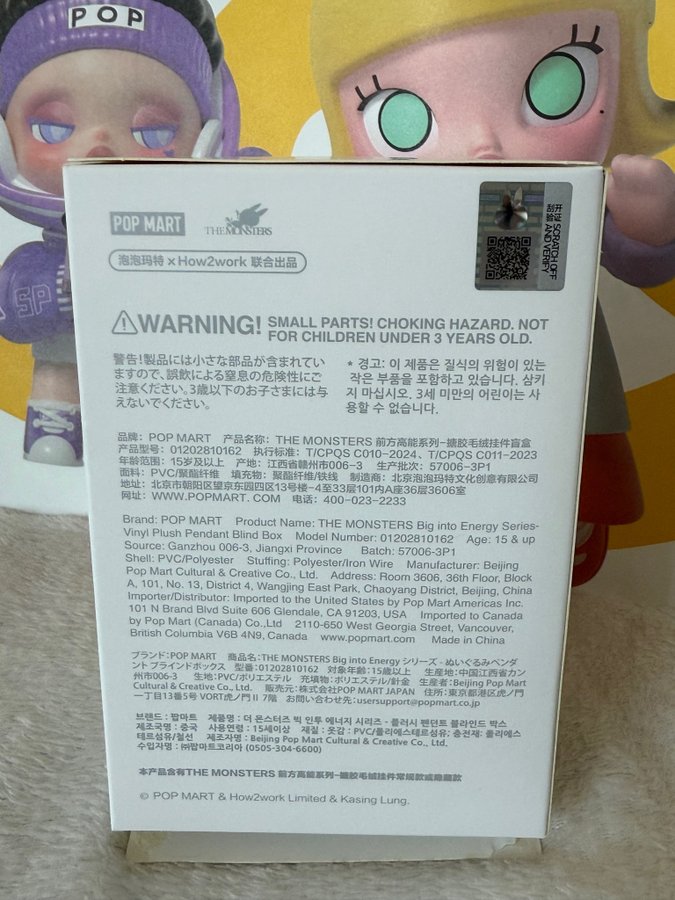 POP
SP
POP MART
THE MONSTERS
泡泡玛特 × How2work 联合出品
开盒 SCRATCH OFF
刮涂 AND VERIFY
WARNING! SMALL PARTS! CHOKING HAZARD. NOT
FOR CHILDREN UNDER 3 YEARS OLD.
警告!製品には小さな部品が含まれてい
ますので、誤飲による窒息の危険性にご
注意ください。3歳以下のお子さまには与
えないでください。
* 경고: 이 제품은 질식의 위험이 있는
작은 부품을 포함하고 있습니다. 삼키
지 마십시오. 3세 미만의 어린이는 사
용할 수 없습니다.
品牌: POP MART 产品名称: THE MONSTERS 前方高能系列-搪胶毛绒挂件盲盒
产品型号: 01202810162 执行标准: T/CPQS C010-2024、T/CPQS C011-2023
年龄范围: 15岁及以上 产地: 江西省赣州市006-3 生产批次: 57006-3P1
面料: PVC/聚酯纤维 填充物: 聚酯纤维/铁线 制造商: 北京泡泡玛特文化创意有限公司
地址: 北京市朝阳区望京东园四区13号楼-4至33层101内A座36层3606室
网址: WWW.POPMART.COM 电话: 400-023-2233
Brand: POP MART Product Name: THE MONSTERS Big into Energy Series-
Vinyl Plush Pendant Blind Box Model Number: 01202810162 Age: 15 & up
Source: Ganzhou 006-3, Jiangxi Province Batch: 57006-3P1
Shell: PVC/Polyester Stuffing: Polyester/Iron Wire Manufacturer: Beijing
Pop Mart Cultural & Creative Co., Ltd. Address: Room 3606, 36th Floor, Block
A, 101, No. 13, District 4, Wangjing East Park, Chaoyang District, Beijing, China
Importer/Distributor: Imported to the United States by Pop Mart Americas Inc.
101 N Brand Blvd Suite 606 Glendale, CA 91203, USA Imported to Canada
by Pop Mart (Canada) Co.,Ltd 2110-650 West Georgia Street, Vancouver,
British Columbia V6B 4N9, Canada www.popmart.com Made in China
ブランド: POP MART 商品名: THE MONSTERS Big into Energy シリーズ - ぬいぐるみペンダ
ント ブラインドボックス 型番: 01202810162 対象年齢: 15歳以上 生産地: 中国江西省カン
州市006-3 生地: PVC/ポリエステル 充填物: ポリエステル/針金 生産者: Beijing Pop Mart
Cultural & Creative Co., Ltd. 販売元: 株式会社POP MART JAPAN 住所: 東京都港区虎ノ門
一丁目13番5号 VORT虎ノ門Ⅱ 7階 お問い合わせ先: usersupport@popmart.co.jp
브랜드 : 팝마트 제품명 : 더 몬스터즈 빅 인투 에너지 시리즈 - 플러시 펜던트 블라인드 박스
제조국명 : 중국 사용연령 : 15세이상 재질 : 옷감 : PVC/폴리에스테르섬유; 충전재: 폴리에스
테르섬유/철선 제조자명 : Beijing Pop Mart Cultural & Creative Co., Ltd.
수입자명 : ㈜팝마트코리아 (0505-304-6600)
本产品含有THE MONSTERS 前方高能系列-搪胶毛绒挂件常规款或隐藏款
© POP MART & How2work Limited & Kasing Lung.